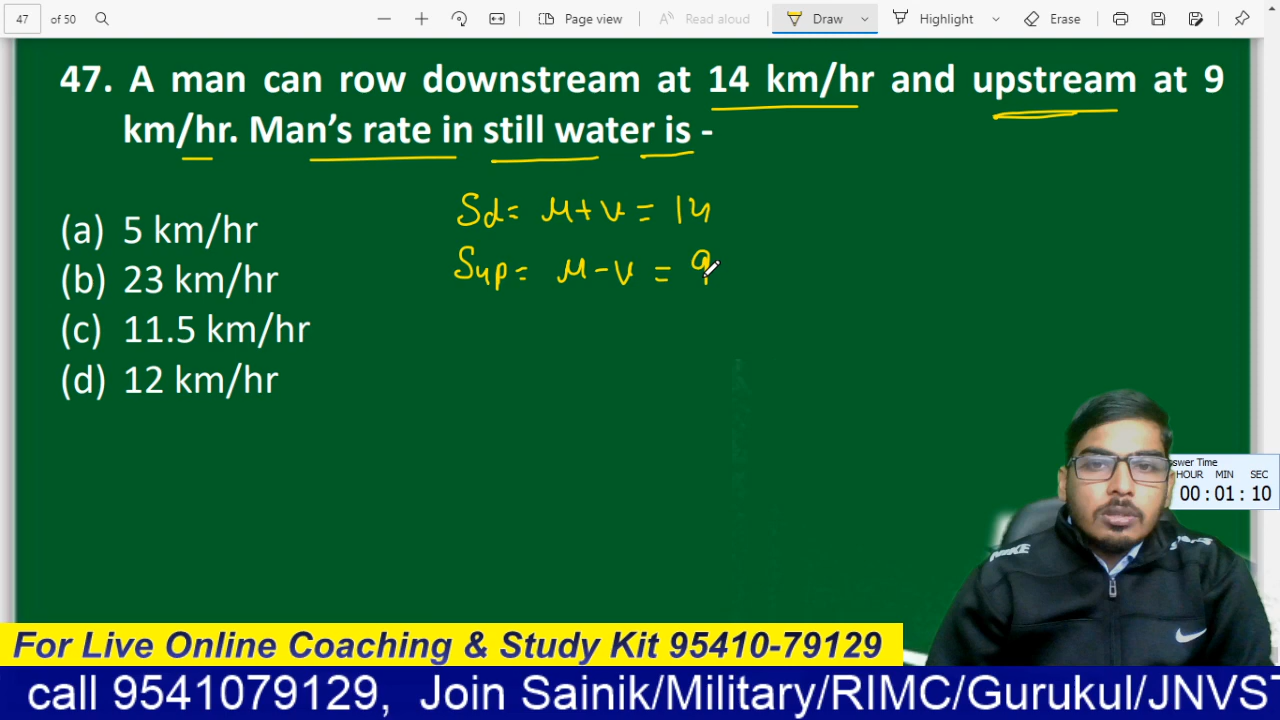 47 of 50 Page view Read aloud Draw Highlight Erase
47. A man can row downstream at 14 km/hr and upstream at 9
km/hr. Man's rate in still water is -
(a) 5 km/hr
(b) 23 km/hr
(c) 11.5 km/hr
(d) 12 km/hr
Sd = u + v = 14
Sup = u - v = 9
swer Time
HOUR MIN SEC
00:01:10
NIKE
For Live Online Coaching & Study Kit 95410-79129
call 9541079129, Join Sainik/Military/RIMC/Gurukul/JNVST